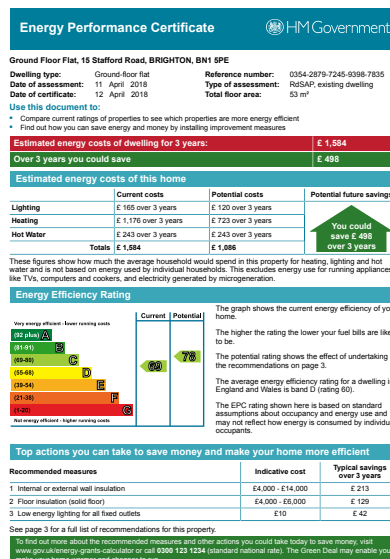 Energy Performance Certificate
HM Government
Ground Floor Flat, 15 Stafford Road, BRIGHTON, BN1 5PE
Dwelling type: Ground-floor flat Reference number: 0354-2879-7245-9398-7835
Date of assessment: 11 April 2018 Type of assessment: RdSAP, existing dwelling
Date of certificate: 12 April 2018 Total floor area: 53 m²
Use this document to:
• Compare current ratings of properties to see which properties are more energy efficient
• Find out how you can save energy and money by installing improvement measures
Estimated energy costs of dwelling for 3 years: £ 1,584
Over 3 years you could save £ 498
Estimated energy costs of this home
Current costs Potential costs Potential future savings
Lighting £ 165 over 3 years £ 120 over 3 years
Heating £ 1,176 over 3 years £ 723 over 3 years
Hot Water £ 243 over 3 years £ 243 over 3 years
Totals £ 1,584 £ 1,086
You could
save £ 498
over 3 years
These figures show how much the average household would spend in this property for heating, lighting and hot
water and is not based on energy used by individual households. This excludes energy use for running appliances
like TVs, computers and cookers, and electricity generated by microgeneration.
Energy Efficiency Rating
Current Potential
Very energy efficient - lower running costs
(92 plus) A
(81-91) B
(69-80) C
(55-68) D
(39-54) E
(21-38) F
(1-20) G
Not energy efficient - higher running costs
69
78
The graph shows the current energy efficiency of yo
home.
The higher the rating the lower your fuel bills are like
to be.
The potential rating shows the effect of undertaking
the recommendations on page 3.
The average energy efficiency rating for a dwelling i
England and Wales is band D (rating 60).
The EPC rating shown here is based on standard
assumptions about occupancy and energy use and
may not reflect how energy is consumed by individua
occupants.
Top actions you can take to save money and make your home more efficient
Recommended measures Indicative cost Typical savings
over 3 years
1 Internal or external wall insulation £4,000 - £14,000 £ 213
2 Floor insulation (solid floor) £4,000 - £6,000 £ 129
3 Low energy lighting for all fixed outlets £10 £ 42
See page 3 for a full list of recommendations for this property.
To find out more about the recommended measures and other actions you could take today to save money, visit
www.gov.uk/energy-grants-calculator or call 0300 123 1234 (standard national rate). The Green Deal may enable you